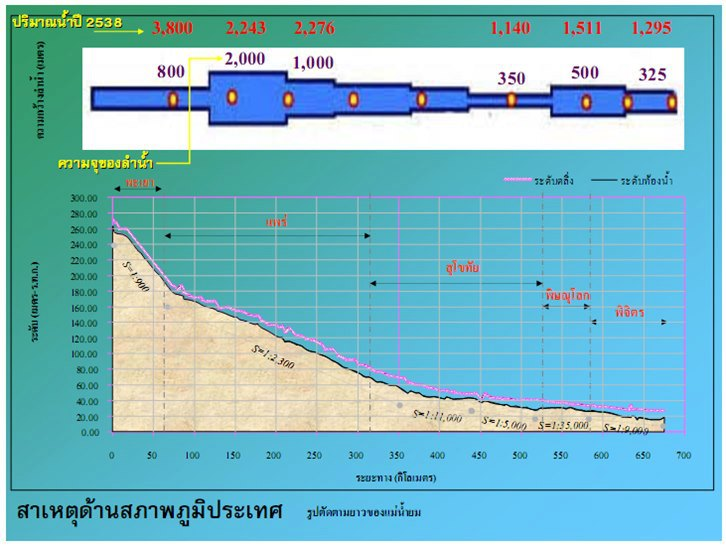 ปริมาณน้ำปี 2538
3,800 2,243 2,276 1,140 1,511 1,295
ความกว้างลำน้ำ (เมตร)
800 2,000 1,000 350 500 325
ความจุของลำน้ำ
ระดับตลิ่ง ระดับท้องน้ำ
พะเยา
แพร่
สุโขทัย
พิษณุโลก
พิจิตร
ระดับ (เมตร-ร.ท.ก.)
300.00
280.00
260.00
240.00
220.00
200.00
180.00
160.00
140.00
120.00
100.00
80.00
60.00
40.00
20.00
0.00
S=1:900
S=1:2,300
S=1:11,000
S=1:5,000
S=1:35,000
S=1:9,000
0 50 100 150 200 250 300 350 400 450 500 550 600 650 700
ระยะทาง (กิโลเมตร)
สาเหตุด้านสภาพภูมิประเทศ รูปตัดตามยาวของแม่น้ำยม